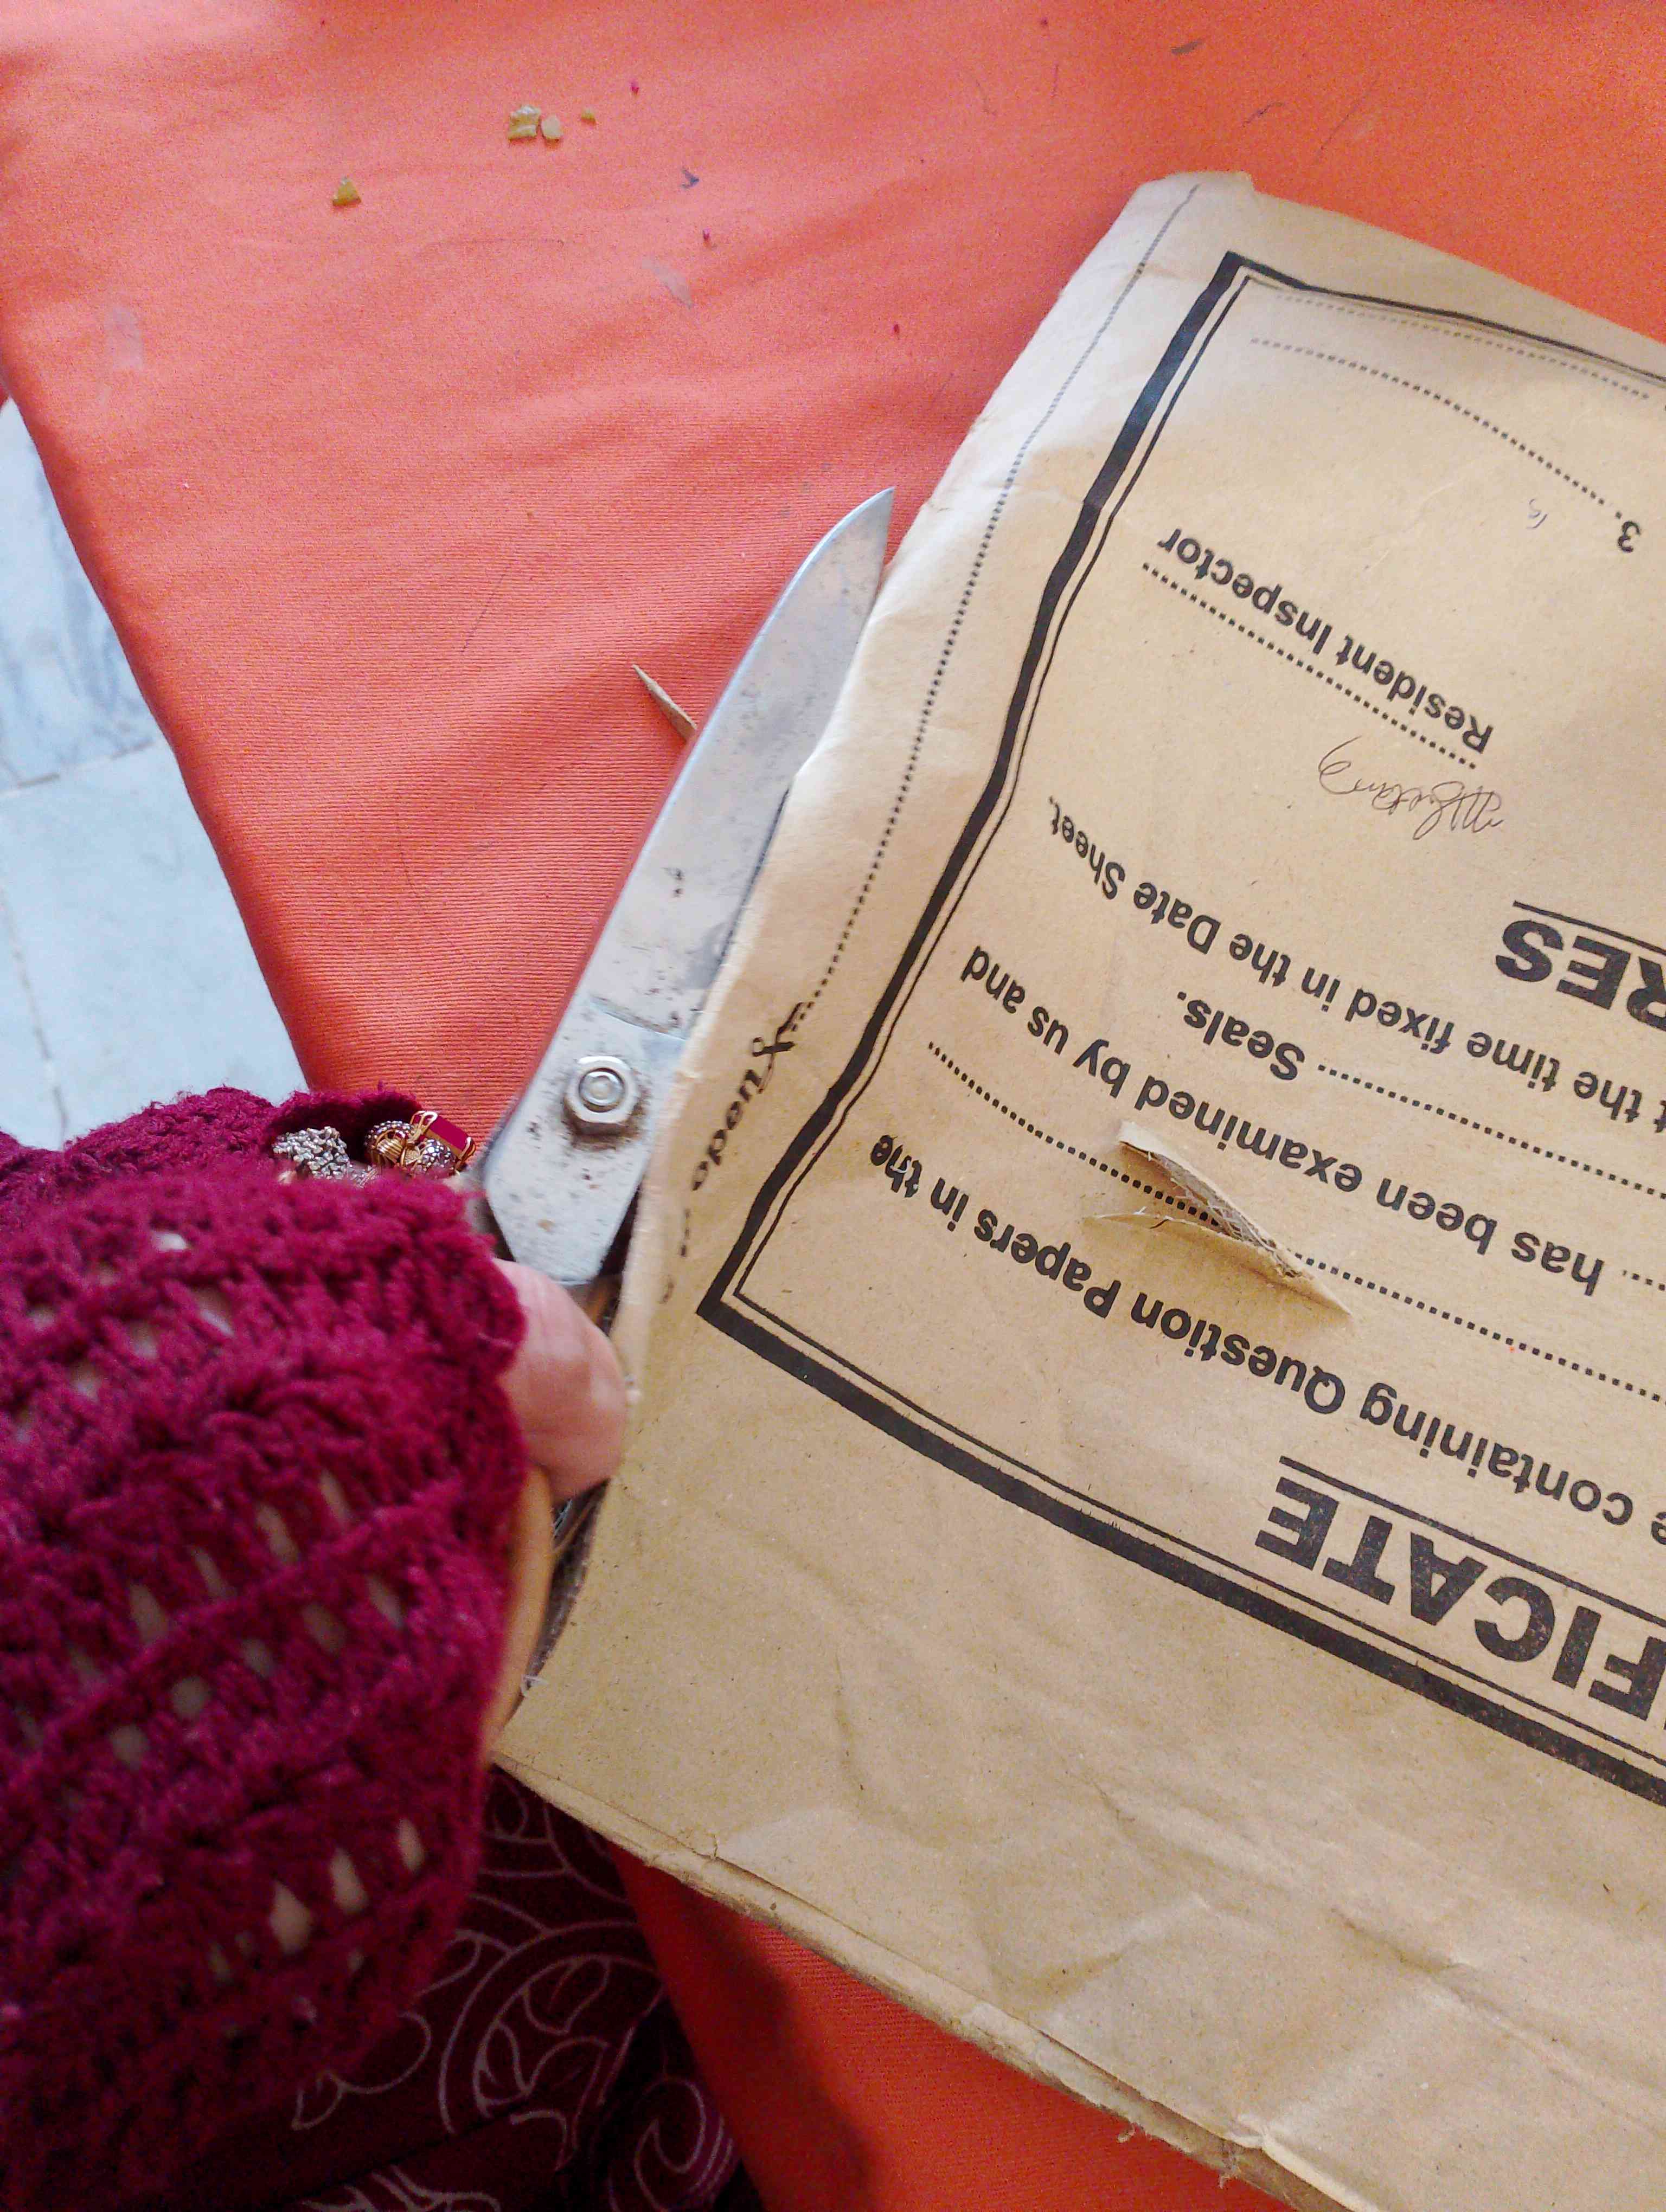 FICATE
containing Question Papers in the
has been examined by us and
Seals.
the time fixed in the Date Sheet.
RES
Resident Inspector
3.
open